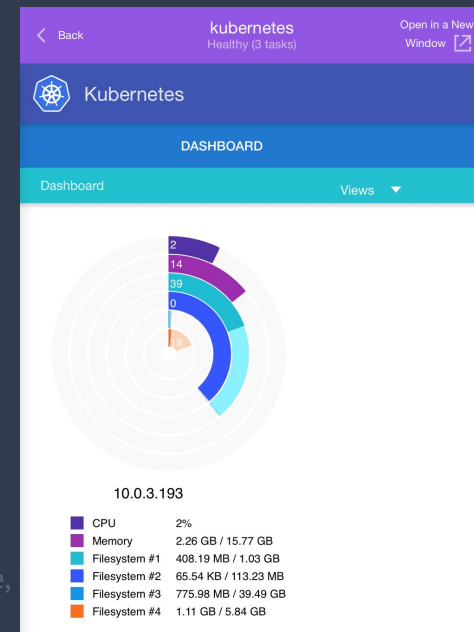 Back
kubernetes
Healthy (3 tasks)
Open in a New
Window
Kubernetes
DASHBOARD
Dashboard
Views
2
14
39
0
19
10.0.3.193
CPU 2%
Memory 2.26 GB / 15.77 GB
Filesystem #1 408.19 MB / 1.03 GB
Filesystem #2 65.54 KB / 113.23 MB
Filesystem #3 775.98 MB / 39.49 GB
Filesystem #4 1.11 GB / 5.84 GB